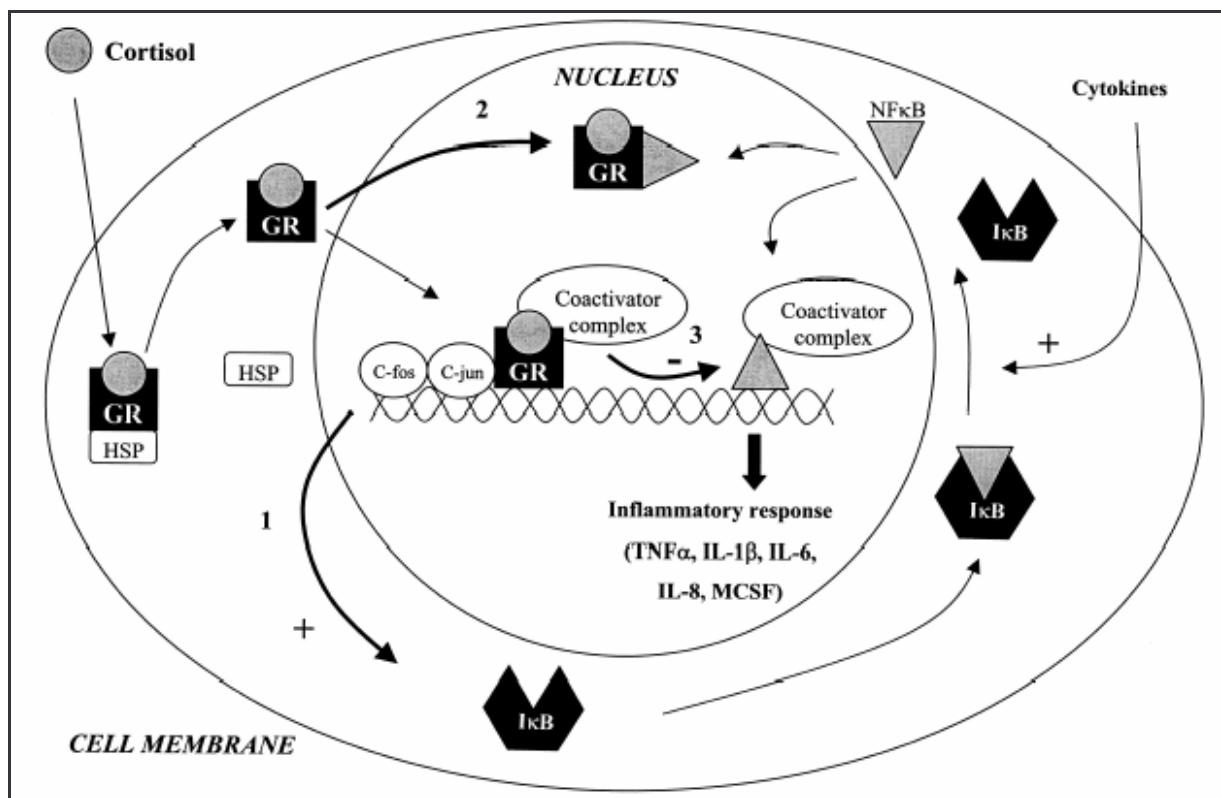 Cortisol
NUCLEUS
Cytokines
NFκB
2
GR
GR
IκB
Coactivator
complex
Coactivator
complex
3
-
+
GR
HSP
HSP
C-fos
C-jun
GR
IκB
1
Inflammatory response
(TNFα, IL-1β, IL-6,
IL-8, MCSF)
+
IκB
CELL MEMBRANE